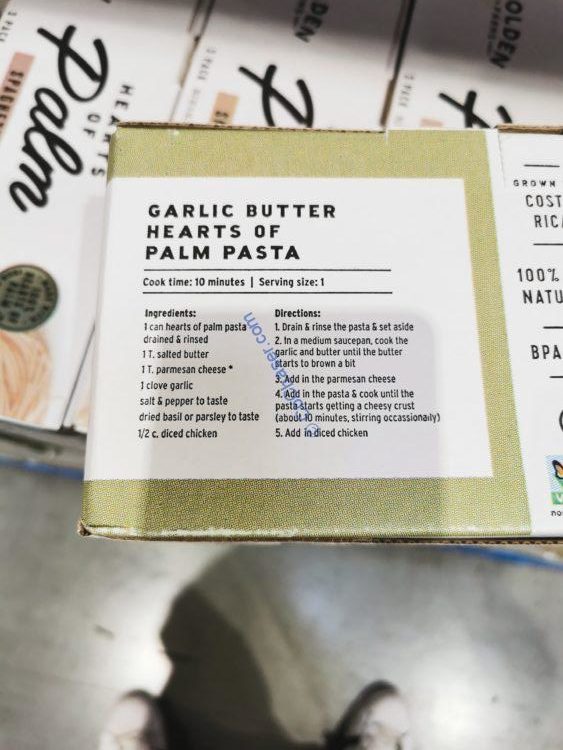 OLDEN
HEARTS
OF
Palm
GARLIC BUTTER
HEARTS OF
PALM PASTA
Cook time: 10 minutes | Serving size: 1
Ingredients:
1 can hearts of palm pasta
drained & rinsed
1 T. salted butter
1 T. parmesan cheese *
1 clove garlic
salt & pepper to taste
dried basil or parsley to taste
1/2 c. diced chicken
Directions:
1. Drain & rinse the pasta & set aside
2. In a medium saucepan, cook the
garlic and butter until the butter
starts to brown a bit
3. Add in the parmesan cheese
4. Add in the pasta & cook until the
pasta starts getting a cheesy crust
(about 10 minutes, stirring occassionally)
5. Add in diced chicken
GROWN
COST
RICA
100%
NATU
BPA